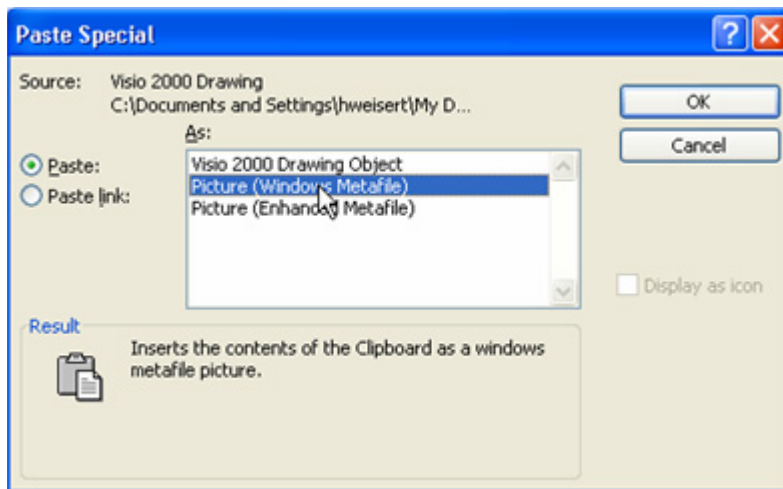 Paste Special
Source: Visio 2000 Drawing
C:\Documents and Settings\hweisert\My D...
As:
Paste:
Paste link:
Visio 2000 Drawing Object
Picture (Windows Metafile)
Picture (Enhanced Metafile)
OK
Cancel
Display as icon
Result
Inserts the contents of the Clipboard as a windows
metafile picture.